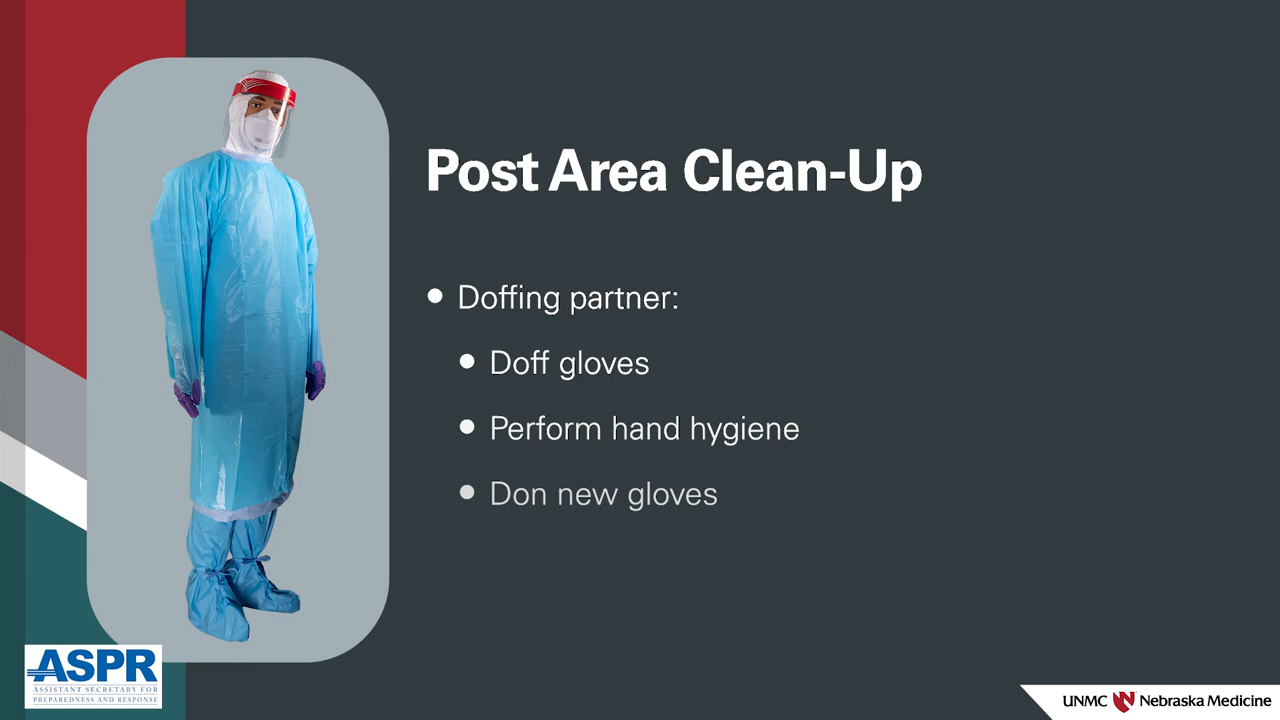 Post Area Clean-Up
Doffing partner:
Doff gloves
Perform hand hygiene
Don new gloves
ASPR
ASSISTANT SECRETARY FOR
PREPAREDNESS AND RESPONSE
UNMC Nebraska Medicine